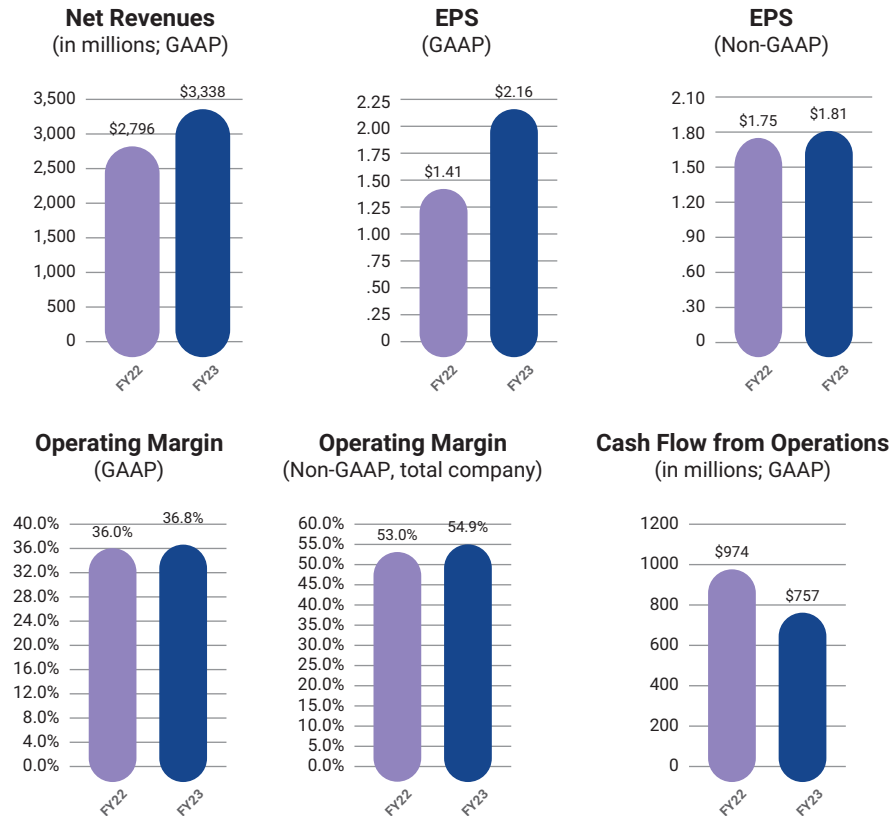 Net Revenues
(in millions; GAAP)
3,500
3,000
2,500
2,000
1,500
1,000
500
0
$2,796
$3,338
FY22
FY23
EPS
(GAAP)
2.25
2.00
1.75
1.50
1.25
1.00
.75
.50
.25
0
$1.41
$2.16
FY22
FY23
EPS
(Non-GAAP)
2.10
1.80
1.50
1.20
.90
.60
.30
0
$1.75
$1.81
FY22
FY23
Operating Margin
(GAAP)
40.0%
36.0%
32.0%
28.0%
24.0%
20.0%
16.0%
12.0%
8.0%
4.0%
0.0%
36.0%
36.8%
FY22
FY23
Operating Margin
(Non-GAAP, total company)
60.0%
55.0%
50.0%
45.0%
40.0%
35.0%
30.0%
25.0%
20.0%
15.0%
10.0%
5.0%
0.0%
53.0%
54.9%
FY22
FY23
Cash Flow from Operations
(in millions; GAAP)
1200
1000
800
600
400
200
0
$974
$757
FY22
FY23